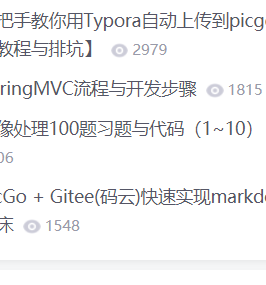 把手教你用Typora自动上传到picg
教程与排坑】 2979
ringMVC流程与开发步骤 1815
像处理100题习题与代码（1~10）
06
cGo + Gitee(码云)快速实现markd
床 1548